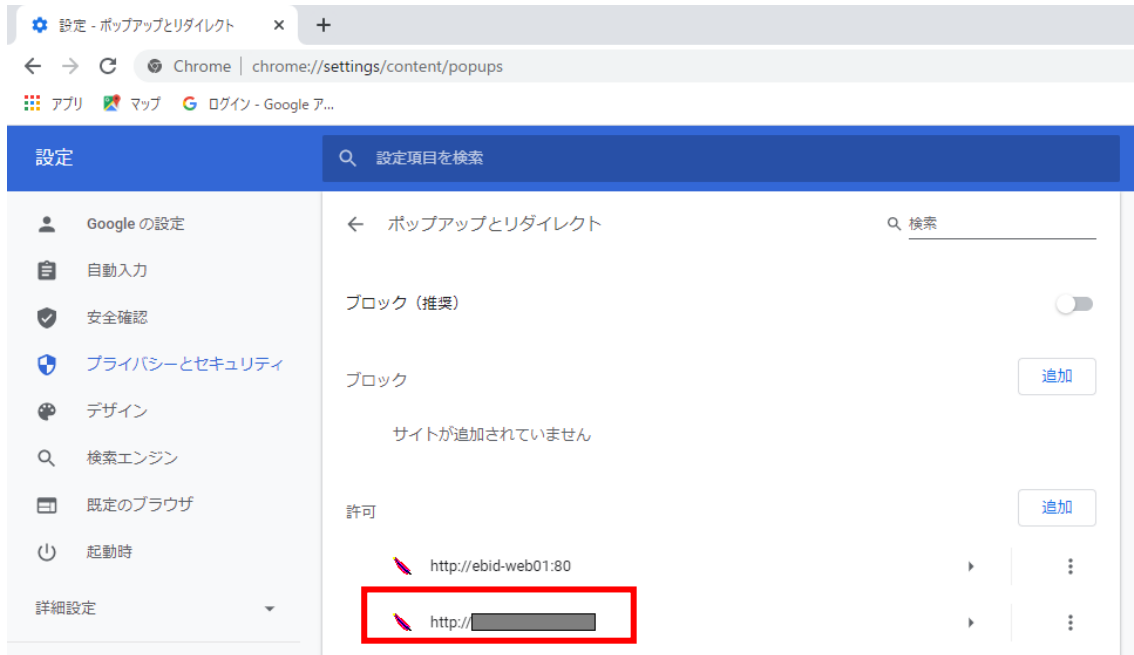 設定 - ポップアップとリダイレクト
Chrome | chrome://settings/content/popups
アプリ マップ ログイン - Google ア...
設定
設定項目を検索
Google の設定
自動入力
安全確認
プライバシーとセキュリティ
デザイン
検索エンジン
既定のブラウザ
起動時
詳細設定
ポップアップとリダイレクト
検索
ブロック（推奨）
ブロック
追加
サイトが追加されていません
許可
追加
http://ebid-web01:80
http://